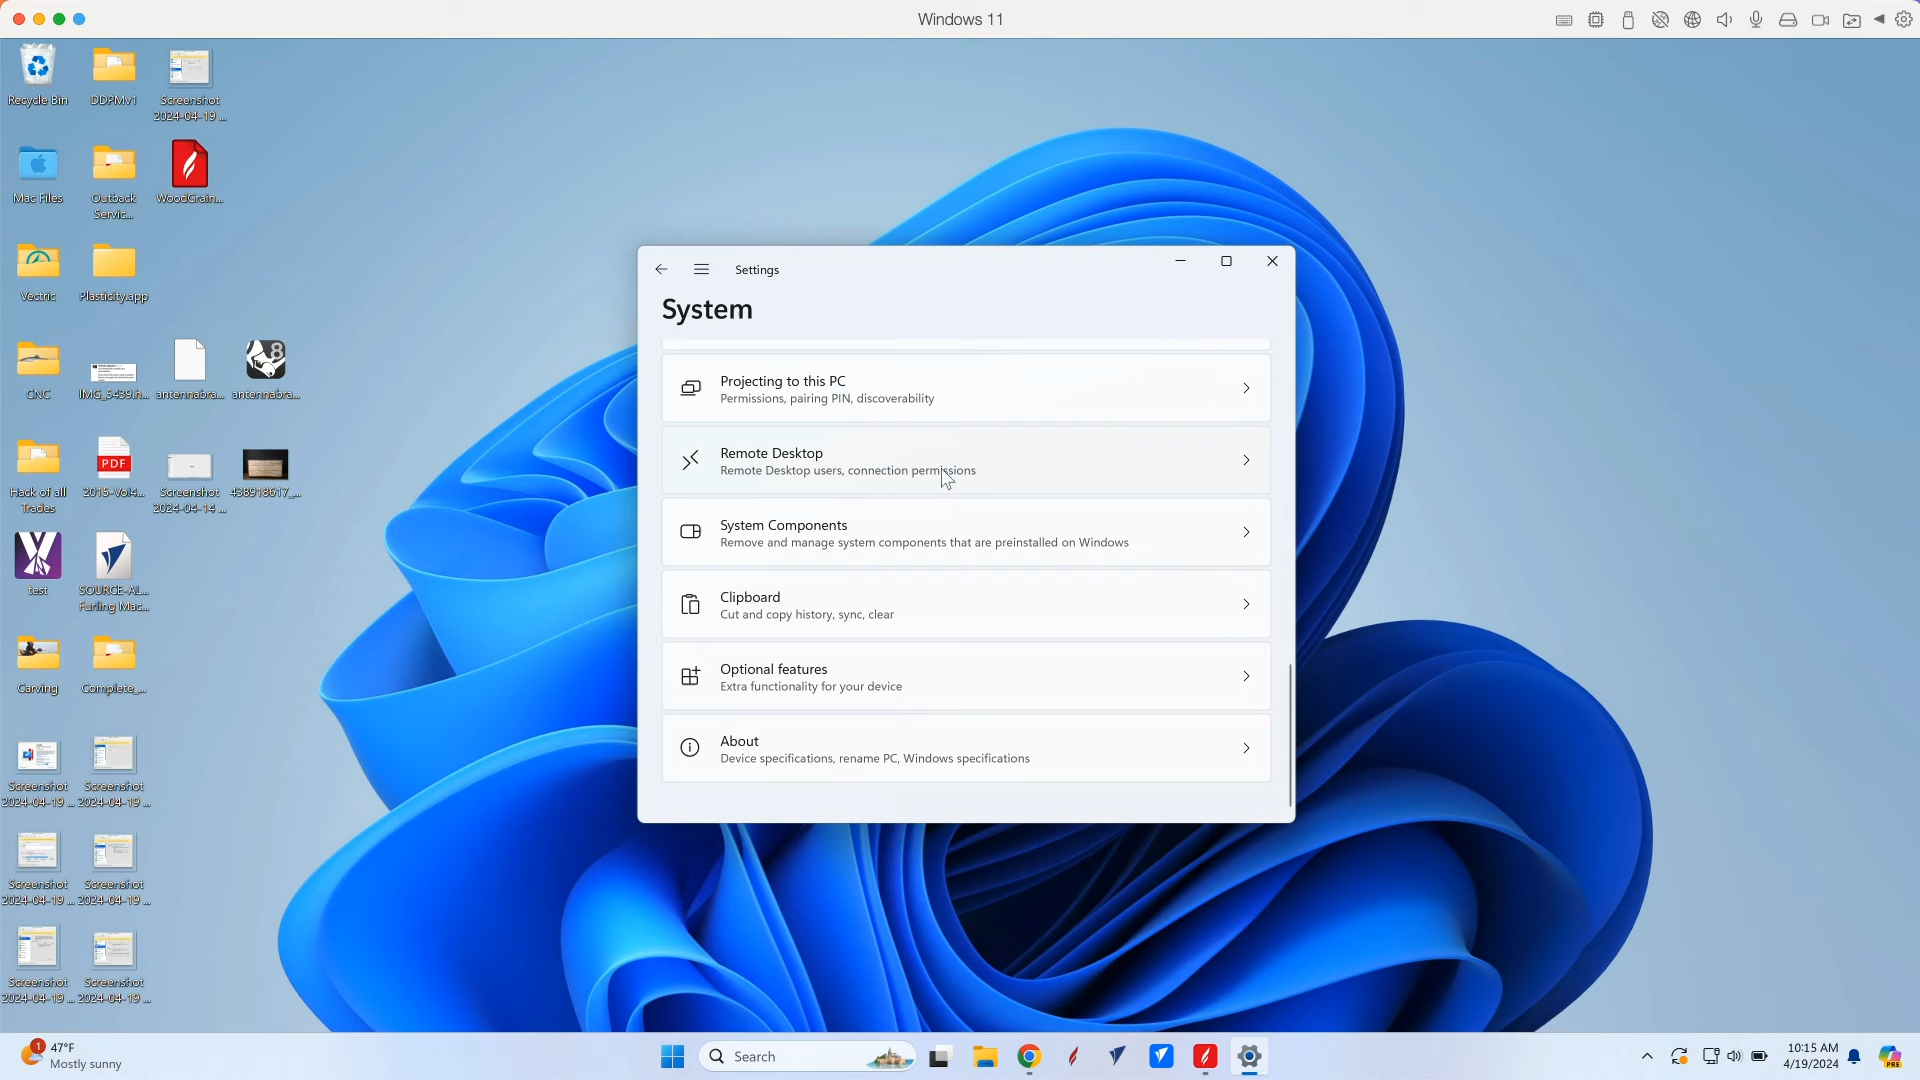 Windows 11
Recycle Bin
DDPMv1
Screenshot
2024-04-19 ...
Mac Files
Outback
Servic...
WoodGrain...
Vectric
Plasticity.app
CNC
IMG_5439.h...
antennabra...
antennabra...
8
Hack of all
Trades
PDF
2015-Vol4...
Screenshot
2024-04-14 ...
438918617_...
test
SOURCE-AL...
Furling Mac...
Carving
Complete_...
Screenshot
2024-04-19 ...
Screenshot
2024-04-19 ...
Screenshot
2024-04-19 ...
Screenshot
2024-04-19 ...
Screenshot
2024-04-19 ...
Screenshot
2024-04-19 ...
Settings
System
Projecting to this PC
Permissions, pairing PIN, discoverability
Remote Desktop
Remote Desktop users, connection permissions
System Components
Remove and manage system components that are preinstalled on Windows
Clipboard
Cut and copy history, sync, clear
Optional features
Extra functionality for your device
About
Device specifications, rename PC, Windows specifications
1
47°F
Mostly sunny
Search
10:15 AM
4/19/2024
PRE